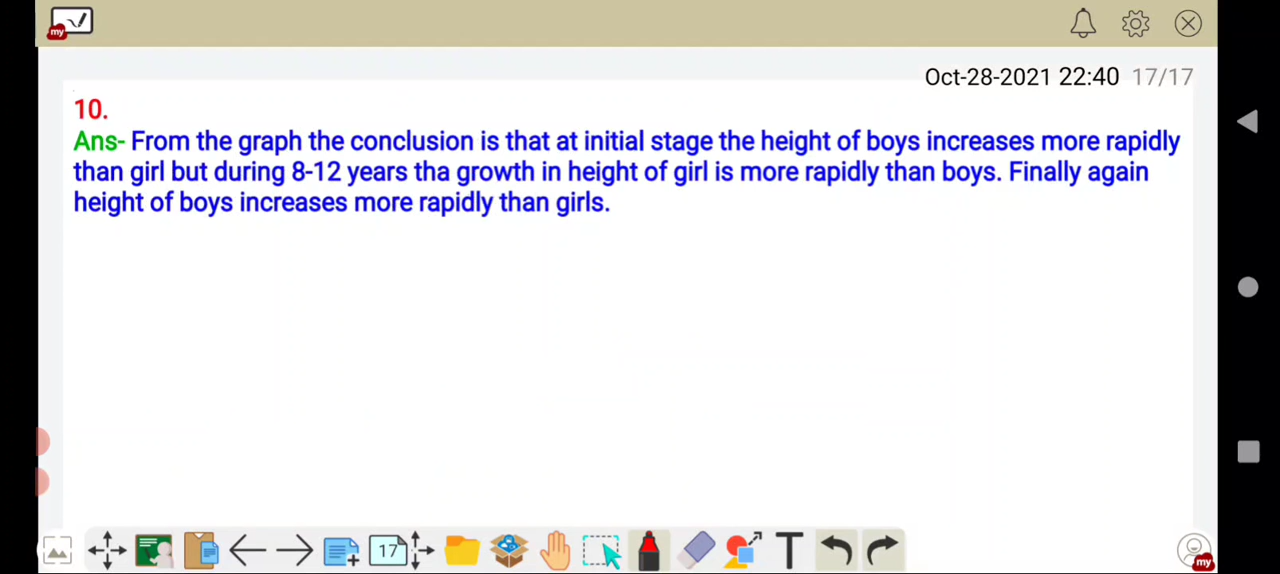 my
Oct-28-2021 22:40 17/17
10.
Ans- From the graph the conclusion is that at initial stage the height of boys increases more rapidly
than girl but during 8-12 years tha growth in height of girl is more rapidly than boys. Finally again
height of boys increases more rapidly than girls.
17
T
my